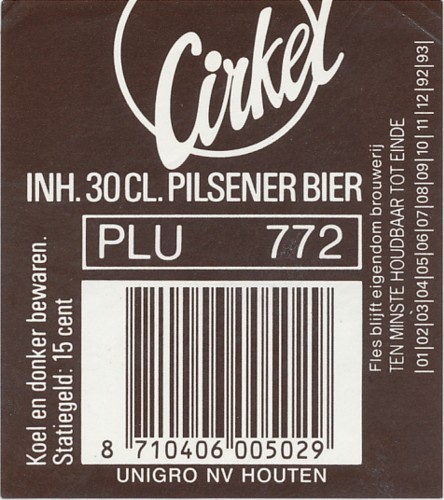 Cirkel
INH. 30 CL. PILSENER BIER
PLU 772
Koel en donker bewaren.
Statiegeld: 15 cent
8 710406 005029
UNIGRO NV HOUTEN
Fles blijft eigendom brouwerij
TEN MINSTE HOUDBAAR TOT EINDE
|01|02|03|04|05|06|07|08|09|10|11|12|92|93|